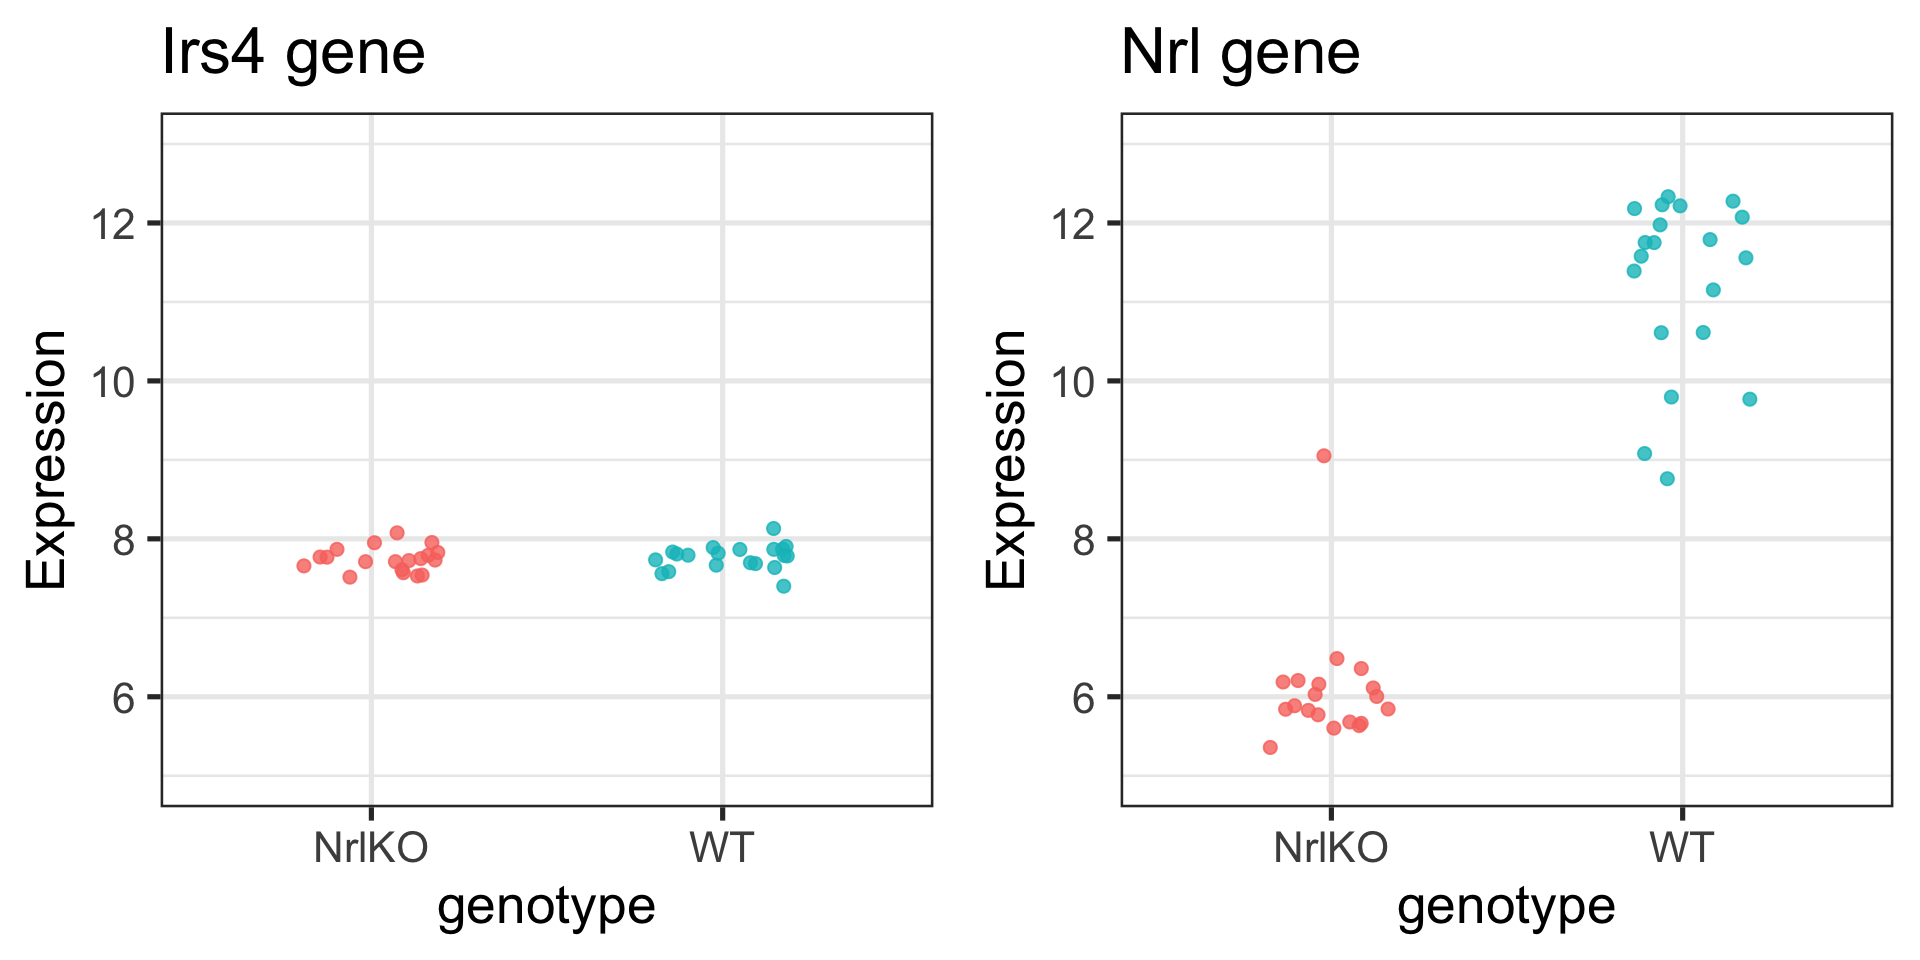 Irs4 gene
Expression
12
10
8
6
NrlKO
WT
genotype
Nrl gene
Expression
12
10
8
6
NrlKO
WT
genotype